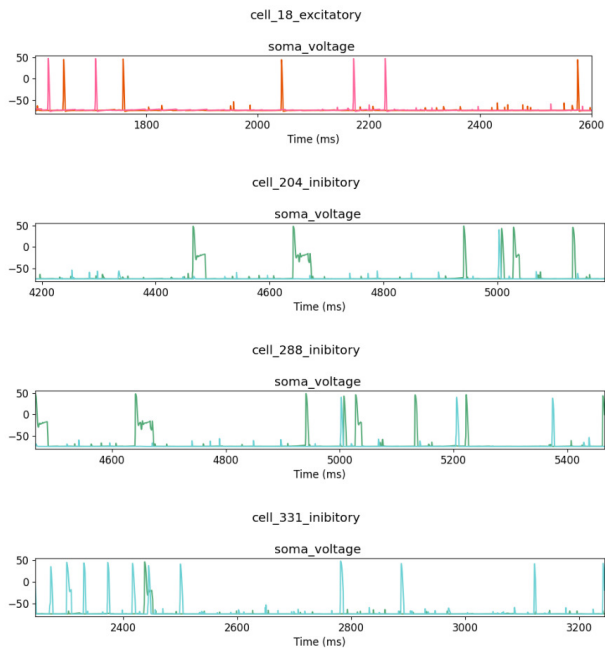 cell_18_excitatory
soma_voltage
50
0
−50
1800 2000 2200 2400 2600
Time (ms)
cell_204_inibitory
soma_voltage
50
0
−50
4200 4400 4600 4800 5000
Time (ms)
cell_288_inibitory
soma_voltage
50
0
−50
4600 4800 5000 5200 5400
Time (ms)
cell_331_inibitory
soma_voltage
50
0
−50
2400 2600 2800 3000 3200
Time (ms)